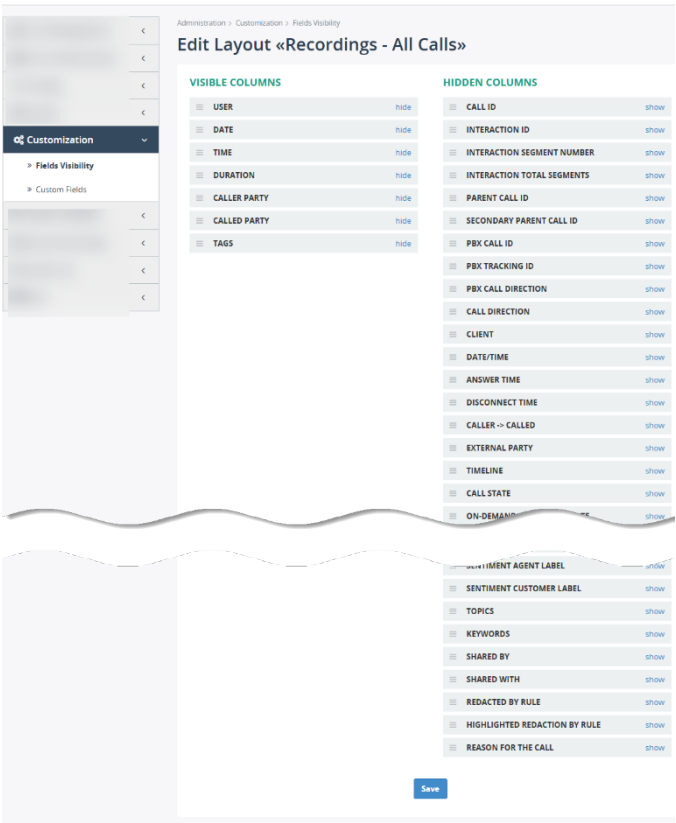 Administration > Customization > Fields Visibility
Edit Layout «Recordings - All Calls»
Customization
» Fields Visibility
» Custom Fields
VISIBLE COLUMNS
USER hide
DATE hide
TIME hide
DURATION hide
CALLER PARTY hide
CALLED PARTY hide
TAGS hide
HIDDEN COLUMNS
CALL ID show
INTERACTION ID show
INTERACTION SEGMENT NUMBER show
INTERACTION TOTAL SEGMENTS show
PARENT CALL ID show
SECONDARY PARENT CALL ID show
PBX CALL ID show
PBX TRACKING ID show
PBX CALL DIRECTION show
CALL DIRECTION show
CLIENT show
DATE/TIME show
ANSWER TIME show
DISCONNECT TIME show
CALLER -> CALLED show
EXTERNAL PARTY show
TIMELINE show
CALL STATE show
ON-DEMAND show
SENTIMENT AGENT LABEL show
SENTIMENT CUSTOMER LABEL show
TOPICS show
KEYWORDS show
SHARED BY show
SHARED WITH show
REDACTED BY RULE show
HIGHLIGHTED REDACTION BY RULE show
REASON FOR THE CALL show
Save